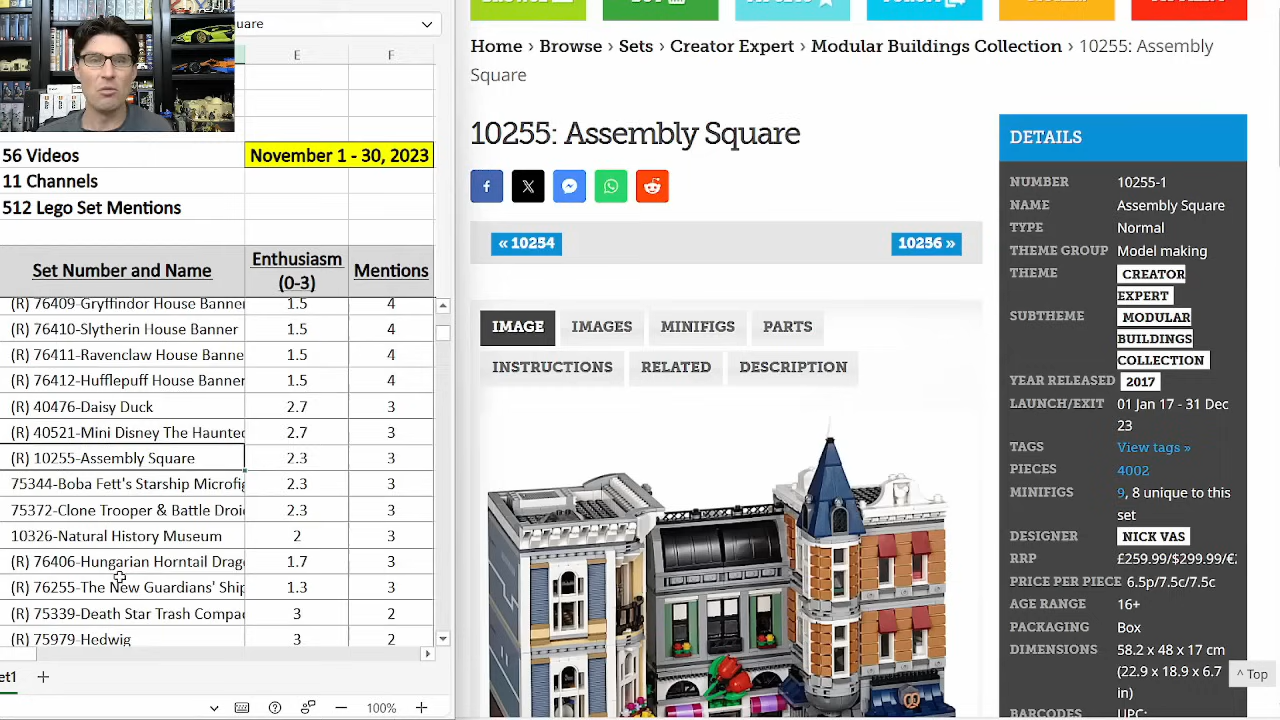 uare
E
F
56 Videos
November 1 - 30, 2023
11 Channels
512 Lego Set Mentions
Set Number and Name
Enthusiasm
(0-3)
Mentions
(R) 76409-Gryffindor House Banner 1.5 4
(R) 76410-Slytherin House Banner 1.5 4
(R) 76411-Ravenclaw House Banne 1.5 4
(R) 76412-Hufflepuff House Banner 1.5 4
(R) 40476-Daisy Duck 2.7 3
(R) 40521-Mini Disney The Haunted 2.7 3
(R) 10255-Assembly Square 2.3 3
75344-Boba Fett's Starship Microfig 2.3 3
75372-Clone Trooper & Battle Droi 2.3 3
10326-Natural History Museum 2 3
(R) 76406-Hungarian Horntail Drag 1.7 3
(R) 76255-The New Guardians' Ship 1.3 3
(R) 75339-Death Star Trash Compac 3 2
(R) 75979-Hedwig 3 2
et1
100%
Home › Browse › Sets › Creator Expert › Modular Buildings Collection › 10255: Assembly
Square
10255: Assembly Square
« 10254
10256 »
IMAGE IMAGES MINIFIGS PARTS
INSTRUCTIONS RELATED DESCRIPTION
DETAILS
NUMBER 10255-1
NAME Assembly Square
TYPE Normal
THEME GROUP Model making
THEME CREATOR
EXPERT
SUBTHEME MODULAR
BUILDINGS
COLLECTION
YEAR RELEASED 2017
LAUNCH/EXIT 01 Jan 17 - 31 Dec
23
TAGS View tags »
PIECES 4002
MINIFIGS 9, 8 unique to this
set
DESIGNER NICK VAS
RRP £259.99/$299.99/€
PRICE PER PIECE 6.5p/7.5c/7.5c
AGE RANGE 16+
PACKAGING Box
DIMENSIONS 58.2 x 48 x 17 cm
(22.9 x 18.9 x 6.7
in)
BARCODES UPC:
^ Top